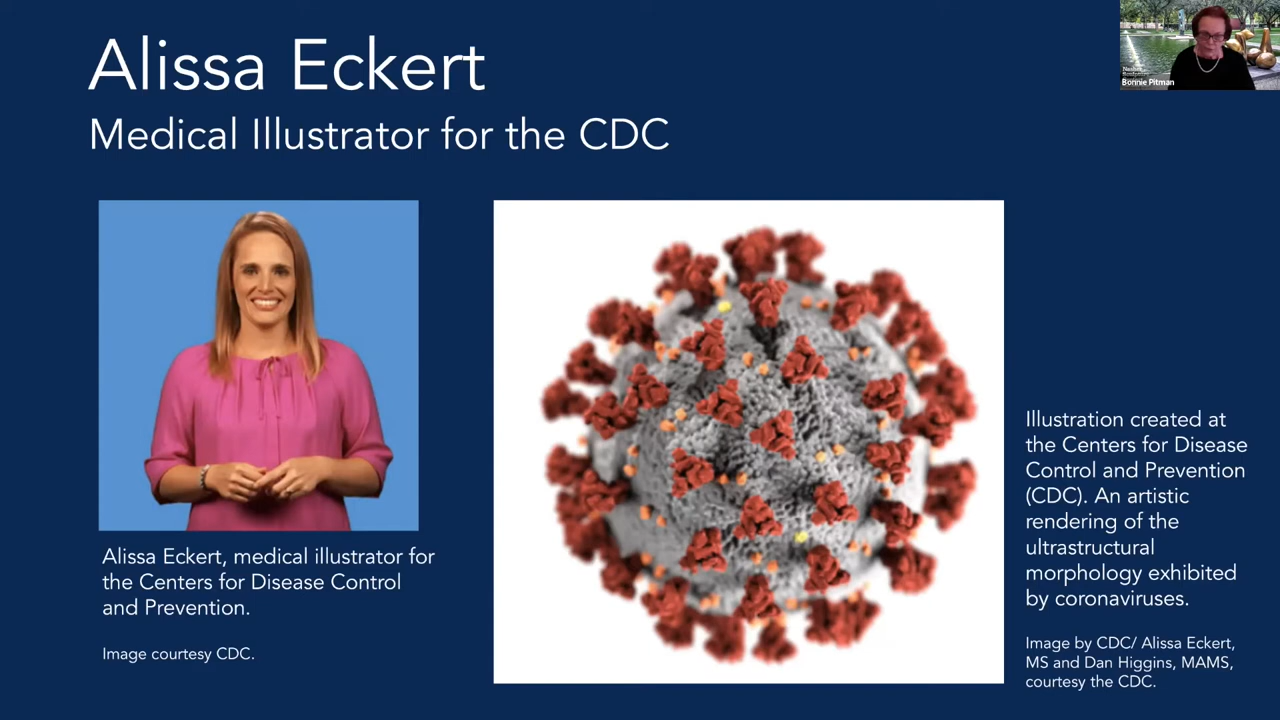 Alissa Eckert
Medical Illustrator for the CDC
Bonnie Pitman
Alissa Eckert, medical illustrator for
the Centers for Disease Control
and Prevention.
Image courtesy CDC.
Illustration created at
the Centers for Disease
Control and Prevention
(CDC). An artistic
rendering of the
ultrastructural
morphology exhibited
by coronaviruses.
Image by CDC/ Alissa Eckert,
MS and Dan Higgins, MAMS,
courtesy the CDC.